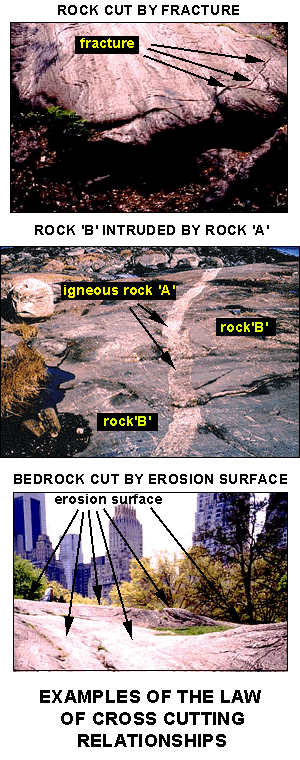 ROCK CUT BY FRACTURE
fracture
ROCK 'B' INTRUDED BY ROCK 'A'
igneous rock 'A'
rock'B'
rock'B'
BEDROCK CUT BY EROSION SURFACE
erosion surface
EXAMPLES OF THE LAW
OF CROSS CUTTING
RELATIONSHIPS